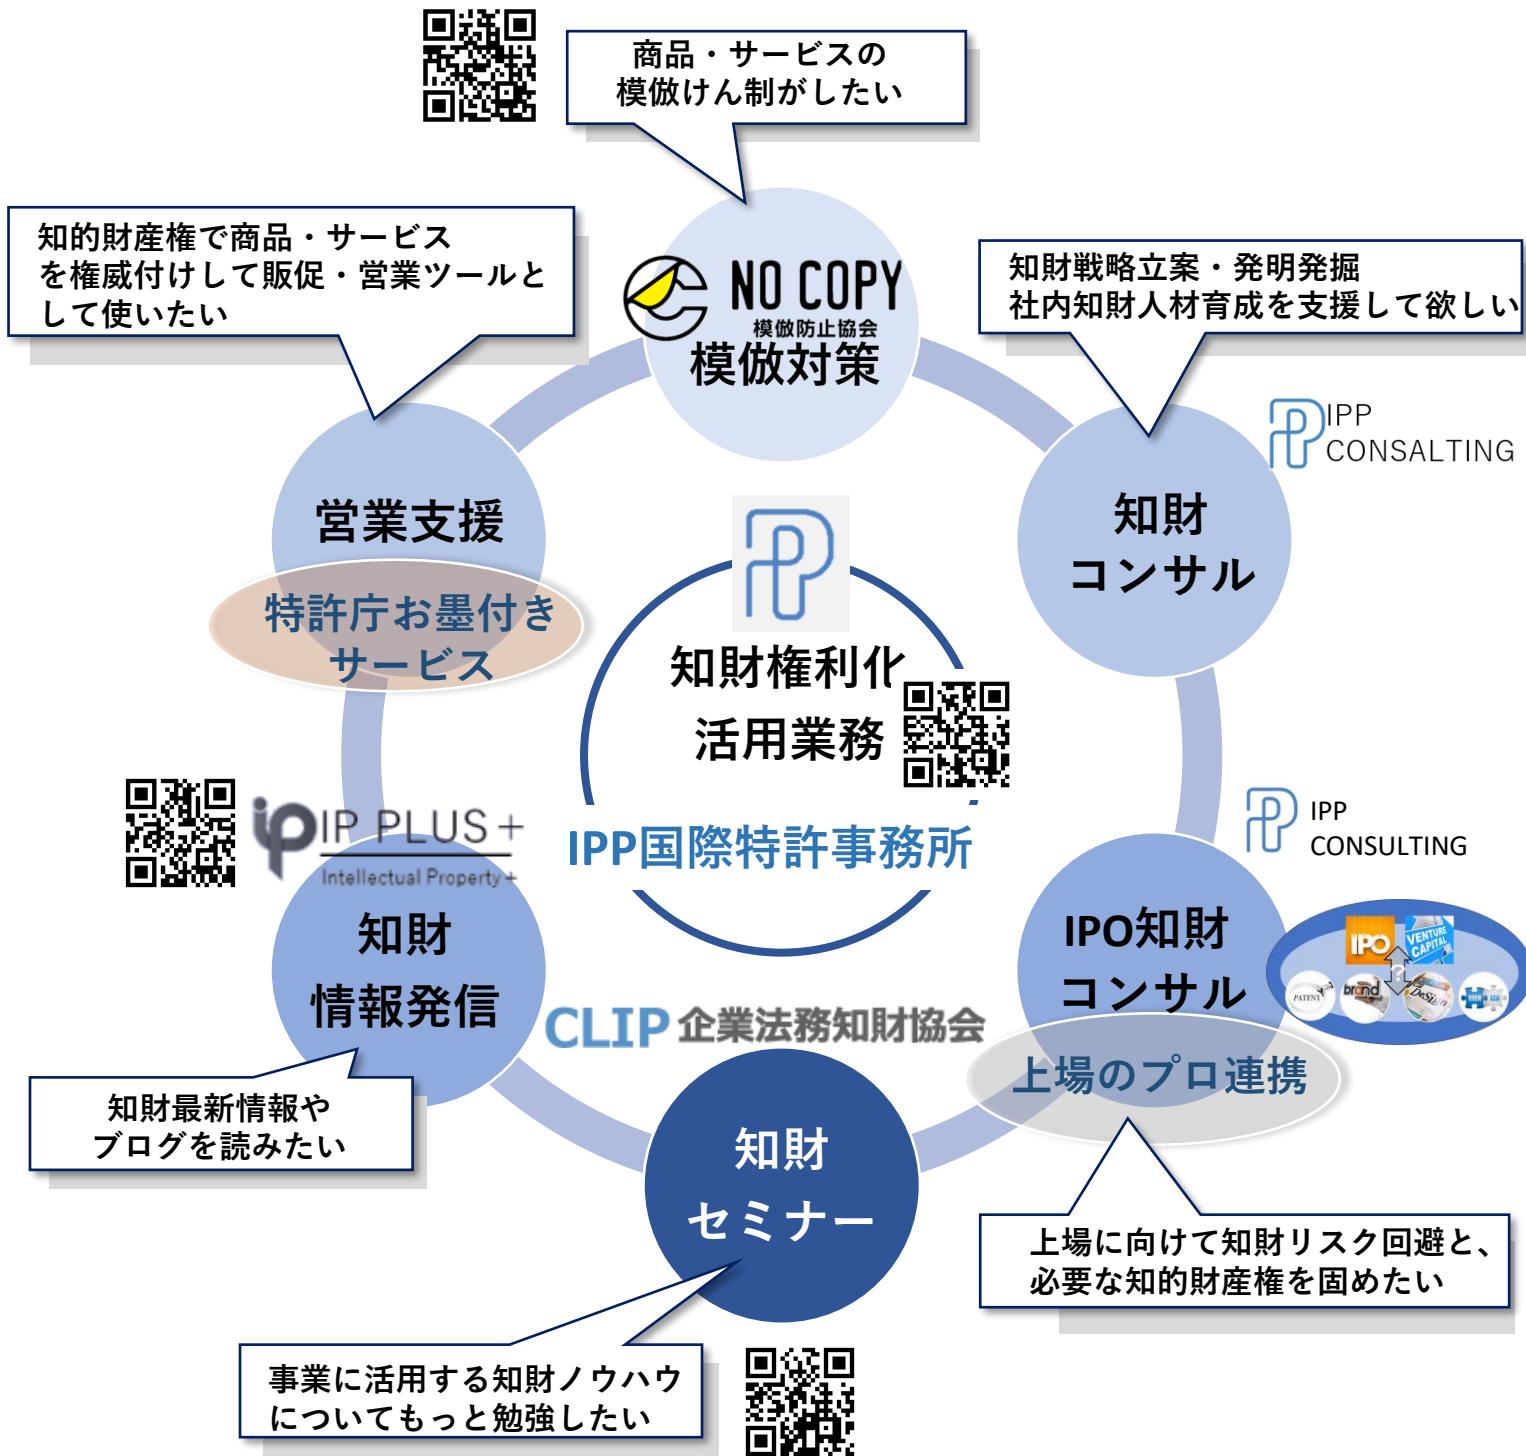 商品・サービスの
模倣けん制がしたい
知的財産権で商品・サービス
を権威付けして販促・営業ツールと
して使いたい
NO COPY
模倣防止協会
模倣対策
知財戦略立案・発明発掘
社内知財人材育成を支援して欲しい
IPP
CONSALTING
営業支援
特許庁お墨付き
サービス
知財
コンサル
知財権利化
活用業務
IPP国際特許事務所
ip IP PLUS+
Intellectual Property+
知財
情報発信
IPP
CONSULTING
IPO知財
コンサル
IPO
VENTURE
CAPITAL
?
PATENT
brand
DeSign
上場のプロ連携
CLIP 企業法務知財協会
知財最新情報や
ブログを読みたい
知財
セミナー
上場に向けて知財リスク回避と、
必要な知的財産権を固めたい
事業に活用する知財ノウハウ
についてもっと勉強したい